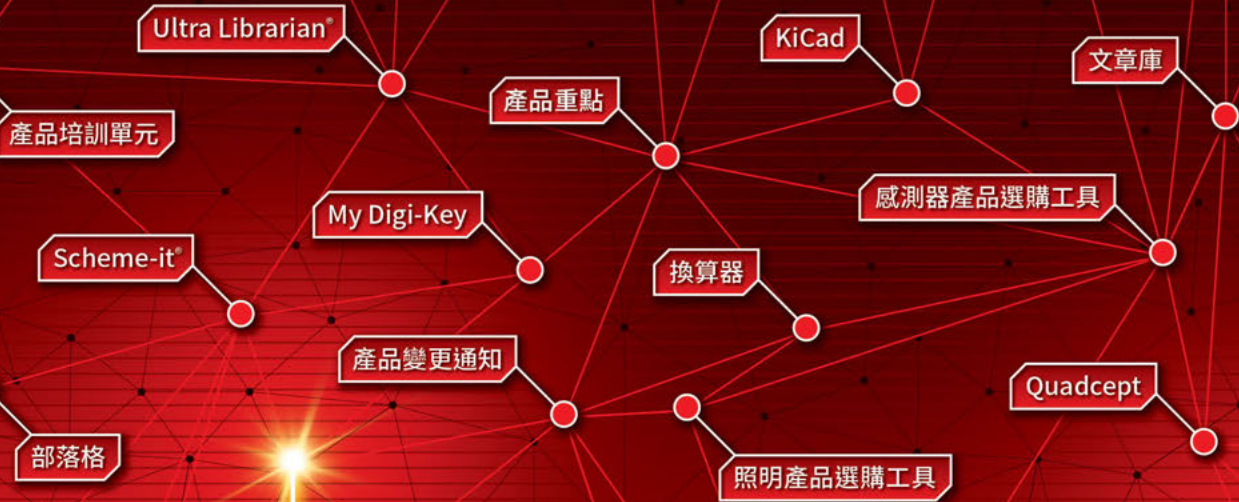 Ultra Librarian®
KiCad
文章庫
產品重點
產品培訓單元
感測器產品選購工具
My Digi-Key
Scheme-it®
換算器
產品變更通知
Quadcept
部落格
照明產品選購工具